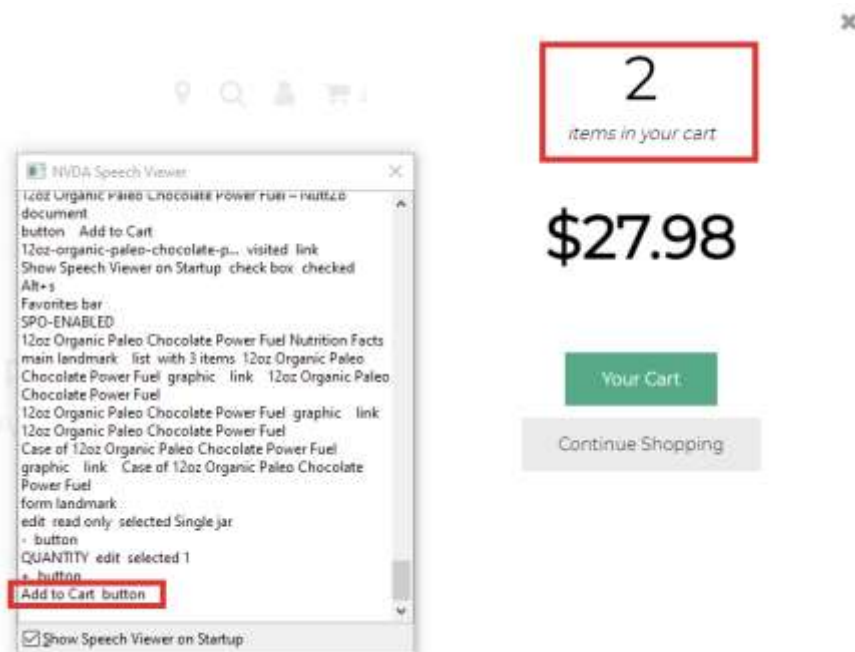 2
items in your cart
$27.98
Your Cart
Continue Shopping
NVDA Speech Viewer
12oz Organic Paleo Chocolate Power Fuel – NuttZo
document
button Add to Cart
12oz-organic-paleo-chocolate-p... visited link
Show Speech Viewer on Startup check box checked
Alt+s
Favorites bar
SPO-ENABLED
12oz Organic Paleo Chocolate Power Fuel Nutrition Facts
main landmark list with 3 items 12oz Organic Paleo
Chocolate Power Fuel graphic link 12oz Organic Paleo
Chocolate Power Fuel
12oz Organic Paleo Chocolate Power Fuel graphic link
12oz Organic Paleo Chocolate Power Fuel
Case of 12oz Organic Paleo Chocolate Power Fuel
graphic link Case of 12oz Organic Paleo Chocolate
Power Fuel
form landmark
edit read only selected Single jar
- button
QUANTITY edit selected 1
+ button
Add to Cart button
Show Speech Viewer on Startup